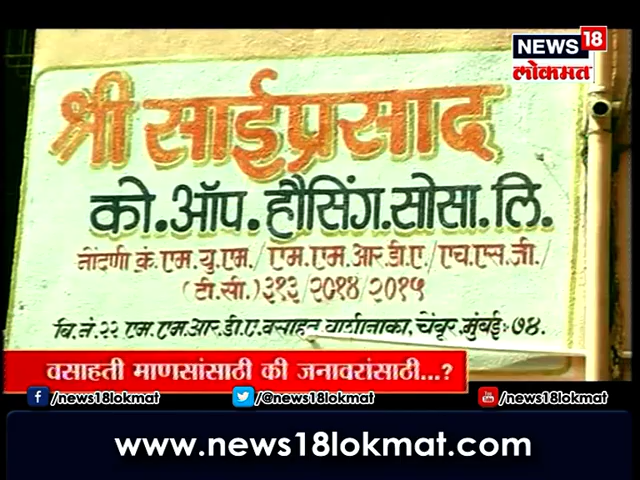 NEWS 18
लोकमत
श्री साईप्रसाद
को.ऑप.हौसिंग.सोसा.लि.
नोंदणी क्रं.एम.यु.एम./एम.एम.आर.डी.ए./एच.एस.जी./
(टी.सी.)३१३/२०१४/२०१५
बि.नं.२२ एम.एम.आर.डी.ए.वसाहत वाशीनाका, चेंबूर,मुंबई:-७४.
वसाहती माणसांसाठी की जनावरांसाठी...?
/news18lokmat /@news18lokmat /news18lokmat
www.news18lokmat.com